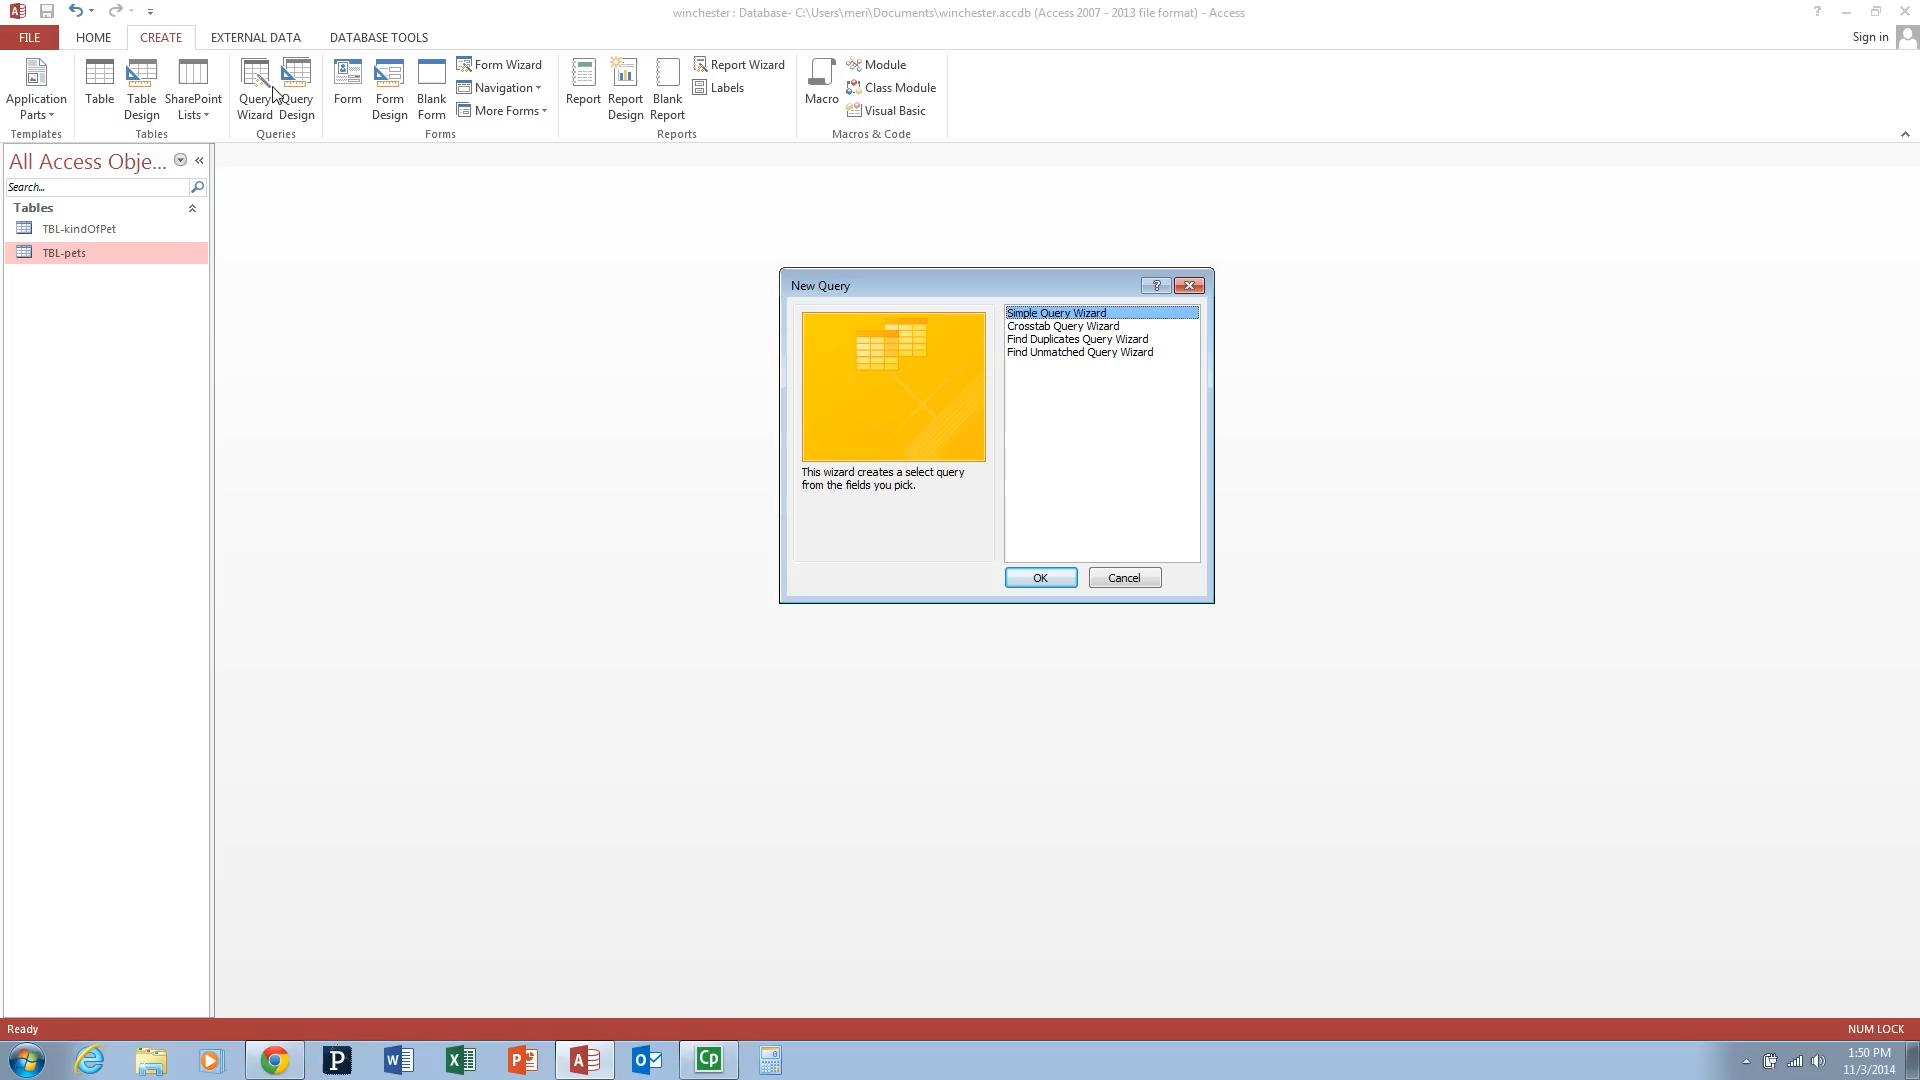 winchester : Database- C:\Users\meri\Documents\winchester.accdb (Access 2007 - 2013 file format) - Access
?
FILE HOME CREATE EXTERNAL DATA DATABASE TOOLS Sign in
Application Parts
Table
Table Design
SharePoint Lists
Query Wizard
Query Design
Form
Form Design
Blank Form
Form Wizard
Navigation
More Forms
Report
Report Design
Blank Report
Report Wizard
Labels
Macro
Module
Class Module
Visual Basic
Templates Tables Queries Forms Reports Macros & Code
All Access Obje...
Search...
Tables
TBL-kindOfPet
TBL-pets
New Query
?
Simple Query Wizard
Crosstab Query Wizard
Find Duplicates Query Wizard
Find Unmatched Query Wizard
This wizard creates a select query
from the fields you pick.
OK Cancel
Ready NUM LOCK
P W X P A O Cp
1:50 PM
11/3/2014